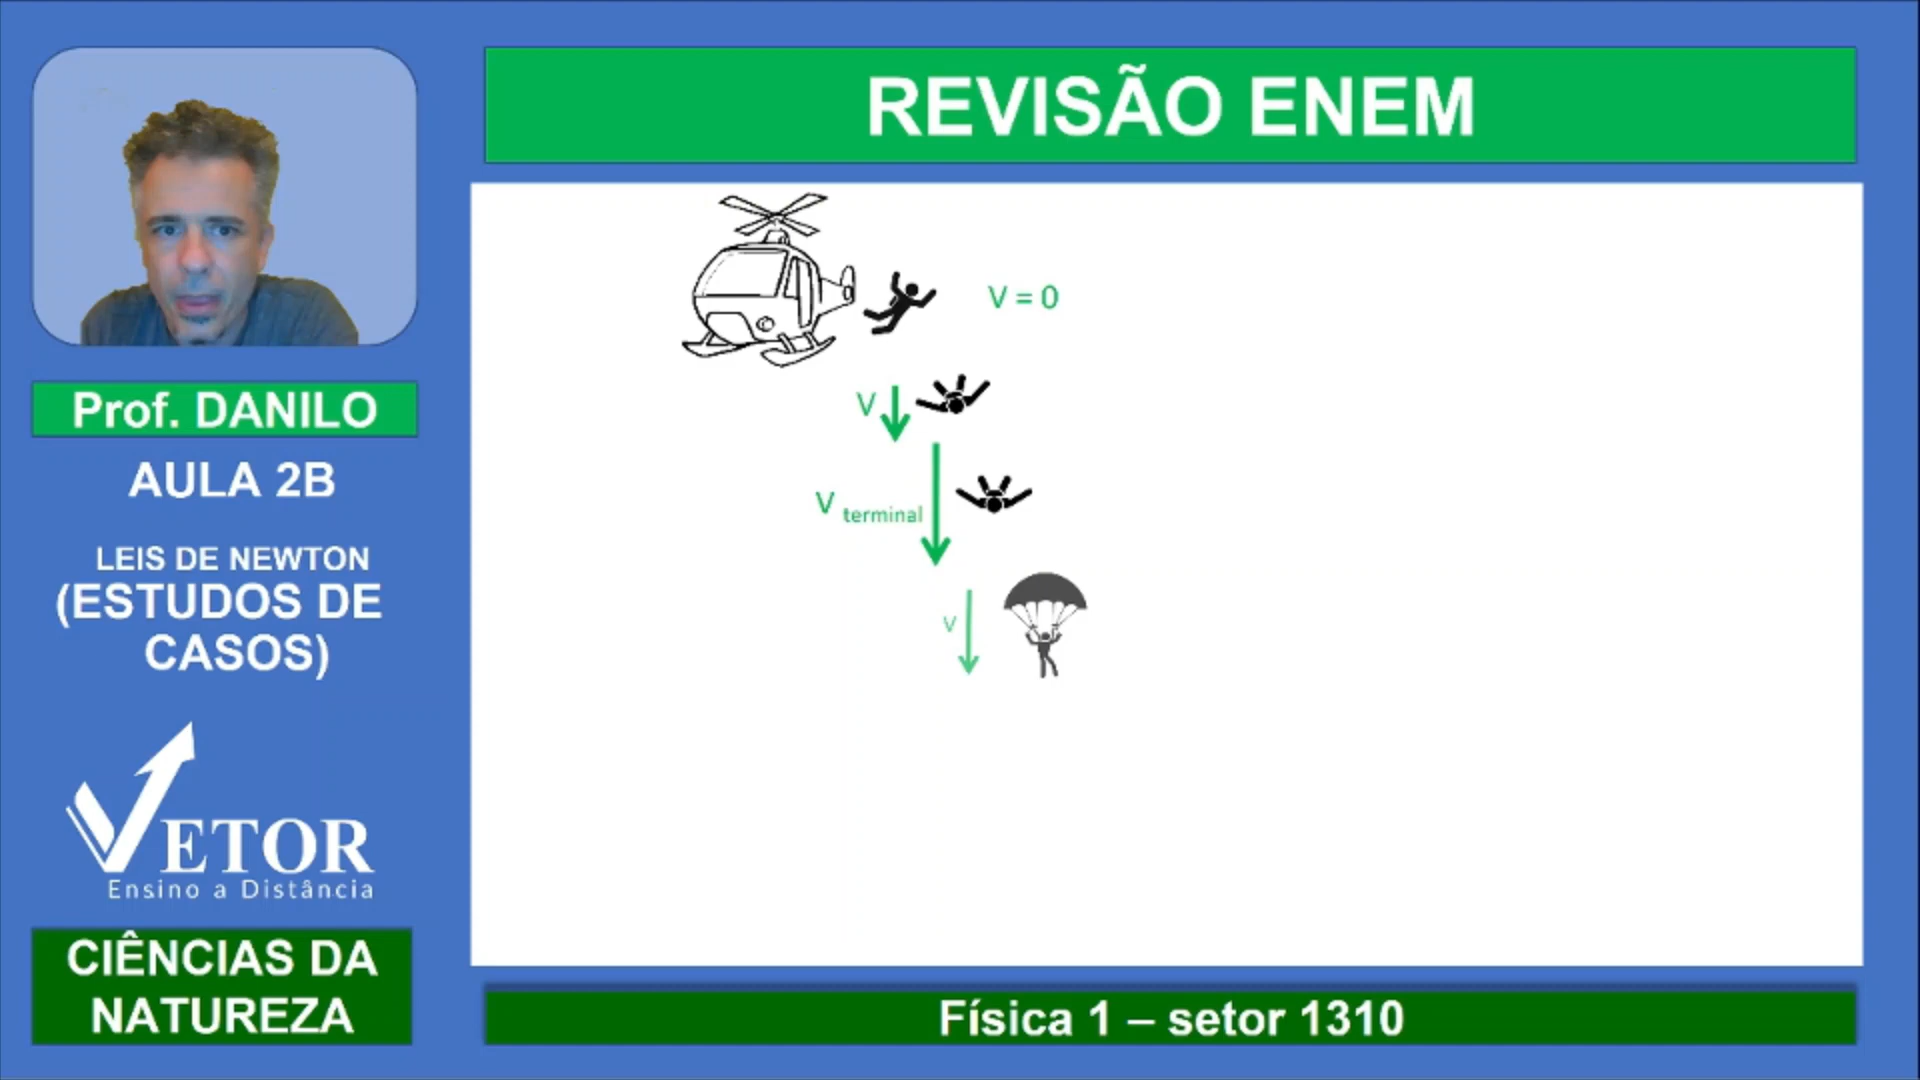 REVISÃO ENEM
Prof. DANILO
AULA 2B
LEIS DE NEWTON
(ESTUDOS DE
CASOS)
VETOR
Ensino a Distância
CIÊNCIAS DA
NATUREZA
V = 0
V
V terminal
V
Física 1 – setor 1310